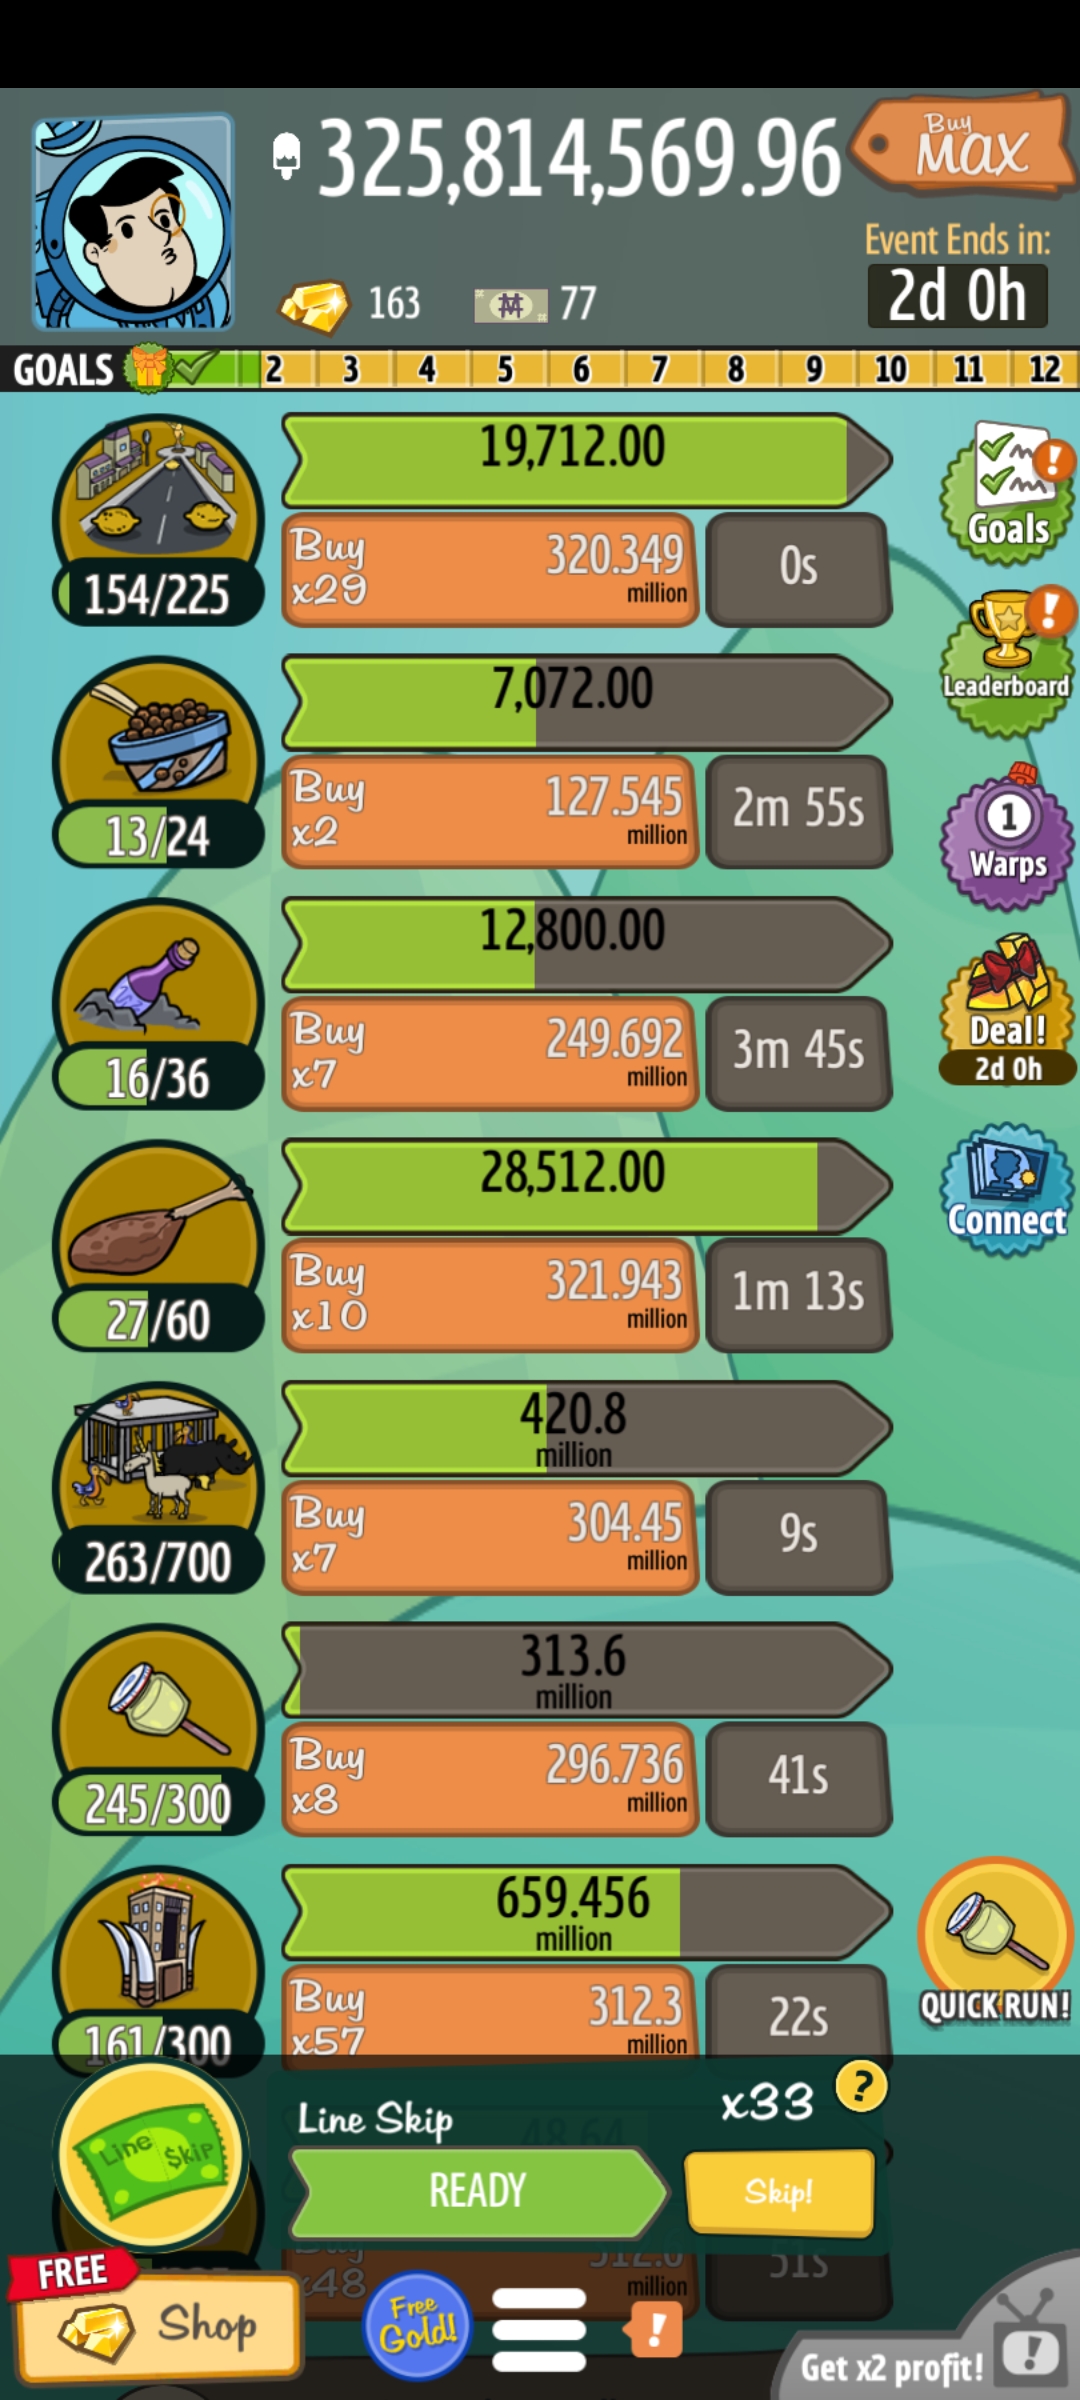 325,814,569.96
Buy
MAX
Event Ends in:
2d 0h
163
77
GOALS 2 3 4 5 6 7 8 9 10 11 12
19,712.00
Buy
x29
320.349
million
0s
154/225
Goals
7,072.00
Buy
x2
127.545
million
2m 55s
13/24
Leaderboard
12,800.00
Buy
x7
249.692
million
3m 45s
16/36
1
Warps
Deal!
2d 0h
28,512.00
Buy
x10
321.943
million
1m 13s
27/60
Connect
420.8
million
Buy
x7
304.45
million
9s
263/700
313.6
million
Buy
x8
296.736
million
41s
245/300
659.456
million
Buy
x57
312.3
million
22s
161/300
QUICK RUN!
Line Skip
Line Skip
x33
?
48.64
READY
Skip!
Buy
x48
312.6
million
51s
FREE
Shop
Free
Gold!
!
Get x2 profit!